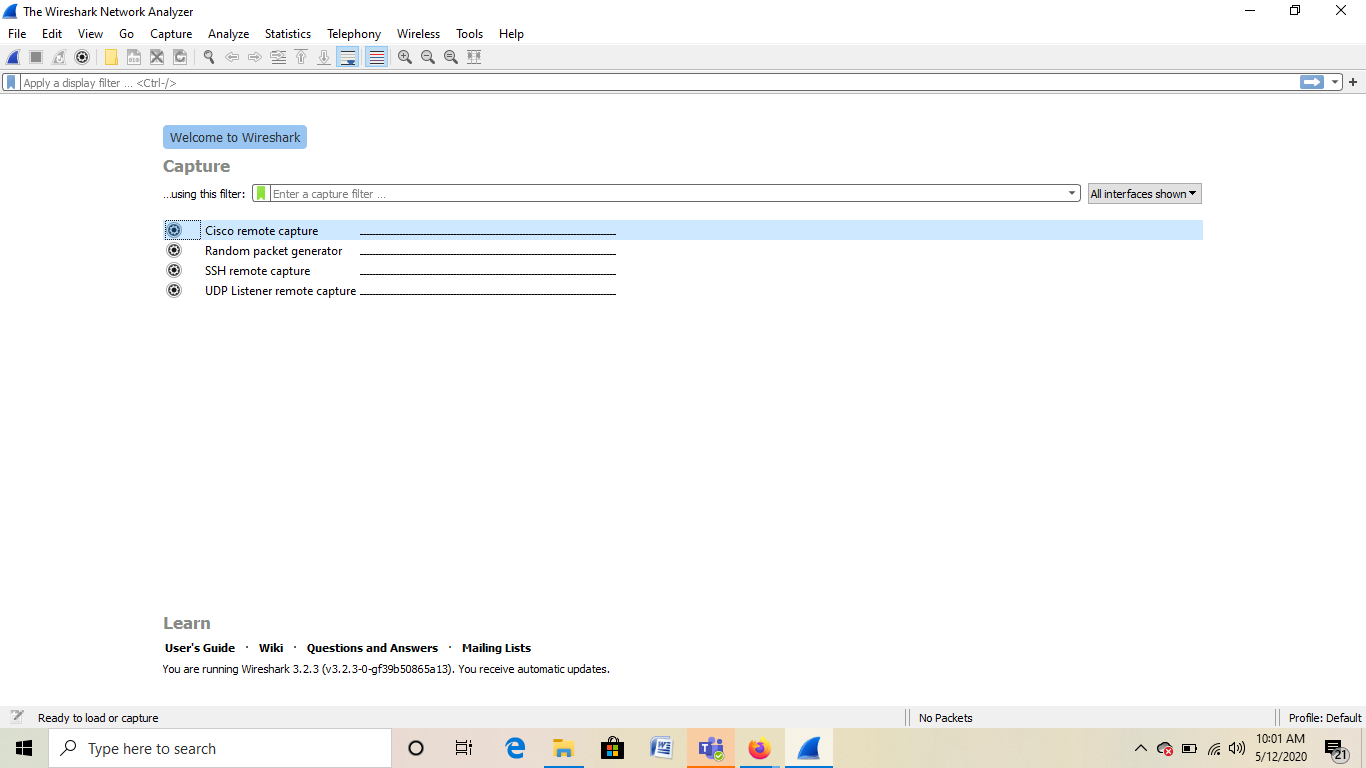 The Wireshark Network Analyzer
File Edit View Go Capture Analyze Statistics Telephony Wireless Tools Help
Apply a display filter ... <Ctrl-/>
Welcome to Wireshark
Capture
...using this filter: Enter a capture filter ... All interfaces shown
Cisco remote capture
Random packet generator
SSH remote capture
UDP Listener remote capture
Learn
User's Guide · Wiki · Questions and Answers · Mailing Lists
You are running Wireshark 3.2.3 (v3.2.3-0-gf39b50865a13). You receive automatic updates.
Ready to load or capture No Packets Profile: Default
Type here to search
10:01 AM
5/12/2020
21